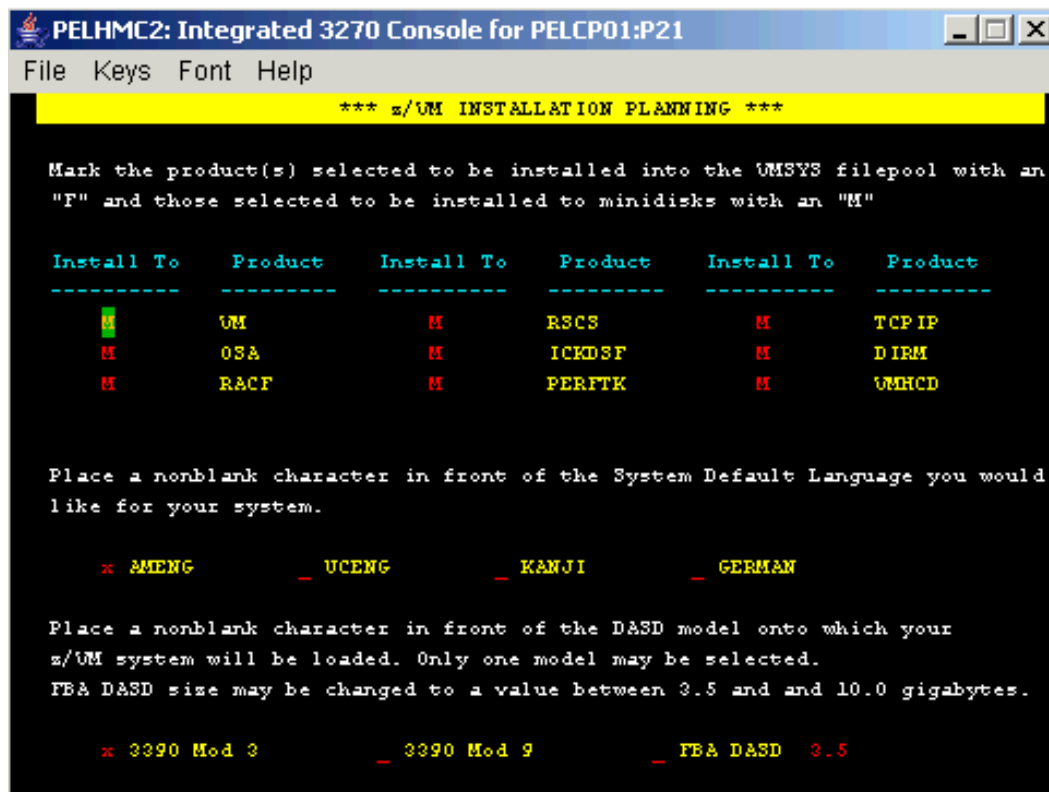 PELHMC2: Integrated 3270 Console for PELCP01:P21
File Keys Font Help
*** z/VM INSTALLATION PLANNING ***
Mark the product(s) selected to be installed into the VMSYS filepool with an
"F" and those selected to be installed to minidisks with an "M"
Install To Product Install To Product Install To Product
---------- --------- ---------- --------- ---------- ---------
M VM M RSCS M TCPIP
M OSA M ICKDSF M DIRM
M RACF M PERFTK M VMHCD
Place a nonblank character in front of the System Default Language you would
like for your system.
x AMENG _ UCENG _ KANJI _ GERMAN
Place a nonblank character in front of the DASD model onto which your
z/VM system will be loaded. Only one model may be selected.
FBA DASD size may be changed to a value between 3.5 and and 10.0 gigabytes.
x 3390 Mod 3 _ 3390 Mod 9 _ FBA DASD 3.5